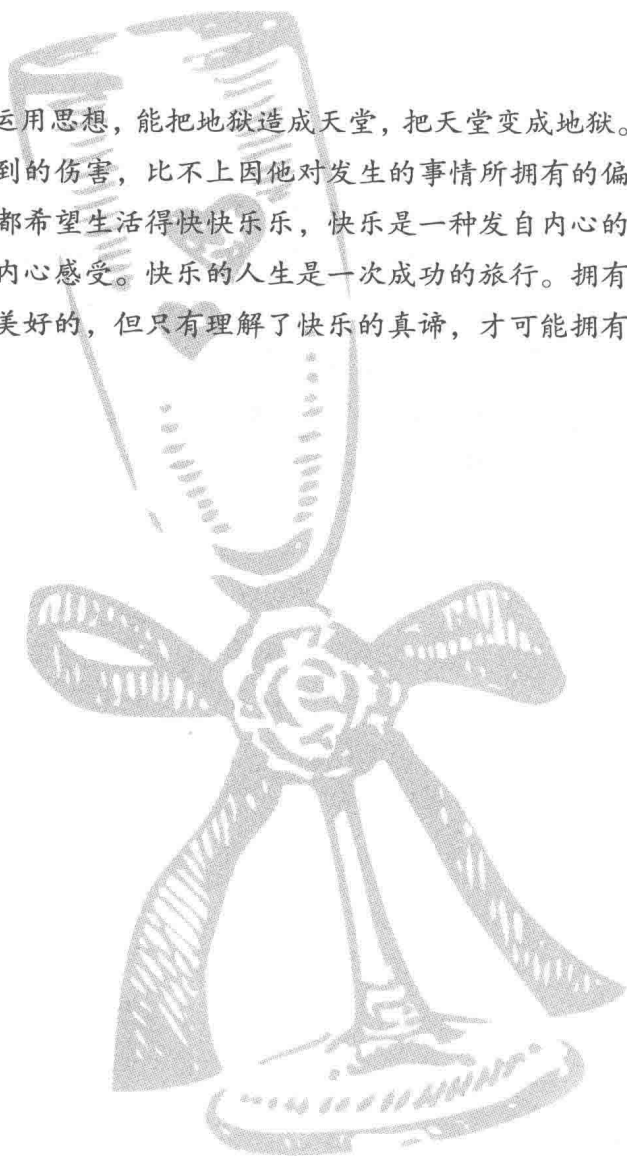 运用思想，能把地狱造成天堂，把天堂变成地狱。
到的伤害，比不上因他对发生的事情所拥有的偏
都希望生活得快快乐乐，快乐是一种发自内心的
内心感受。快乐的人生是一次成功的旅行。拥有
美好的，但只有理解了快乐的真谛，才可能拥有